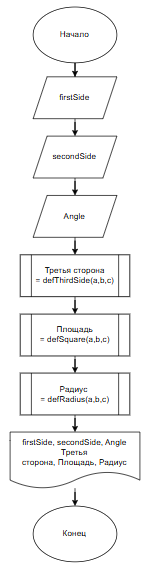 Начало
firstSide
secondSide
Angle
Третья сторона
= defThirdSide(a,b,c)
Площадь
= defSquare(a,b,c)
Радиус
= defRadius(a,b,c)
firstSide, secondSide, Angle
Третья
сторона, Площадь, Радиус
Конец